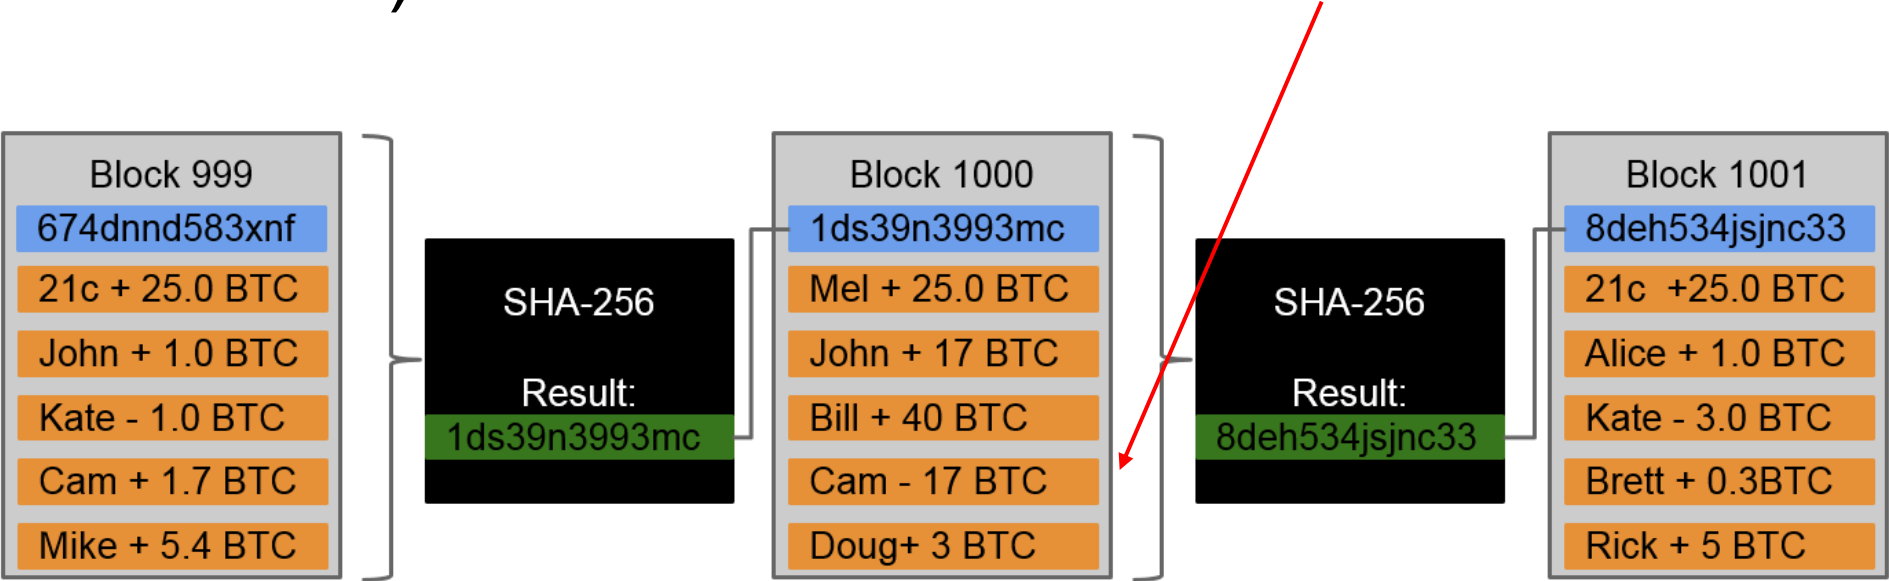 Block 999
674dnnd583xnf
21c + 25.0 BTC
John + 1.0 BTC
Kate - 1.0 BTC
Cam + 1.7 BTC
Mike + 5.4 BTC
SHA-256
Result:
1ds39n3993mc
Block 1000
1ds39n3993mc
Mel + 25.0 BTC
John + 17 BTC
Bill + 40 BTC
Cam - 17 BTC
Doug+ 3 BTC
SHA-256
Result:
8deh534jsjnc33
Block 1001
8deh534jsjnc33
21c  +25.0 BTC
Alice + 1.0 BTC
Kate - 3.0 BTC
Brett + 0.3BTC
Rick + 5 BTC